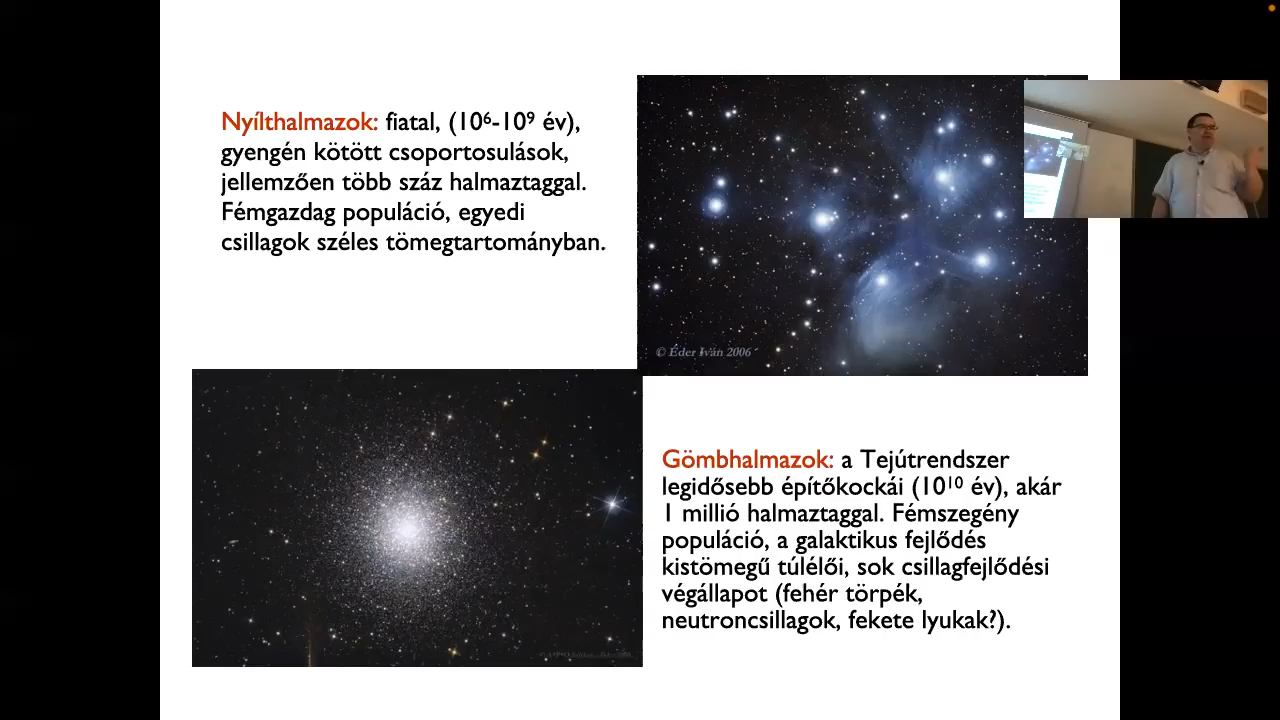 Nyílthalmazok: fiatal, (10⁶-10⁹ év),
gyengén kötött csoportosulások,
jellemzően több száz halmaztaggal.
Fémgazdag populáció, egyedi
csillagok széles tömegtartományban.
© Éder Iván 2006
Gömbhalmazok: a Tejútrendszer
legidősebb építőkockái (10¹⁰ év), akár
1 millió halmaztaggal. Fémszegény
populáció, a galaktikus fejlődés
kistömegű túlélői, sok csillagfejlődési
végállapot (fehér törpék,
neutroncsillagok, fekete lyukak?).